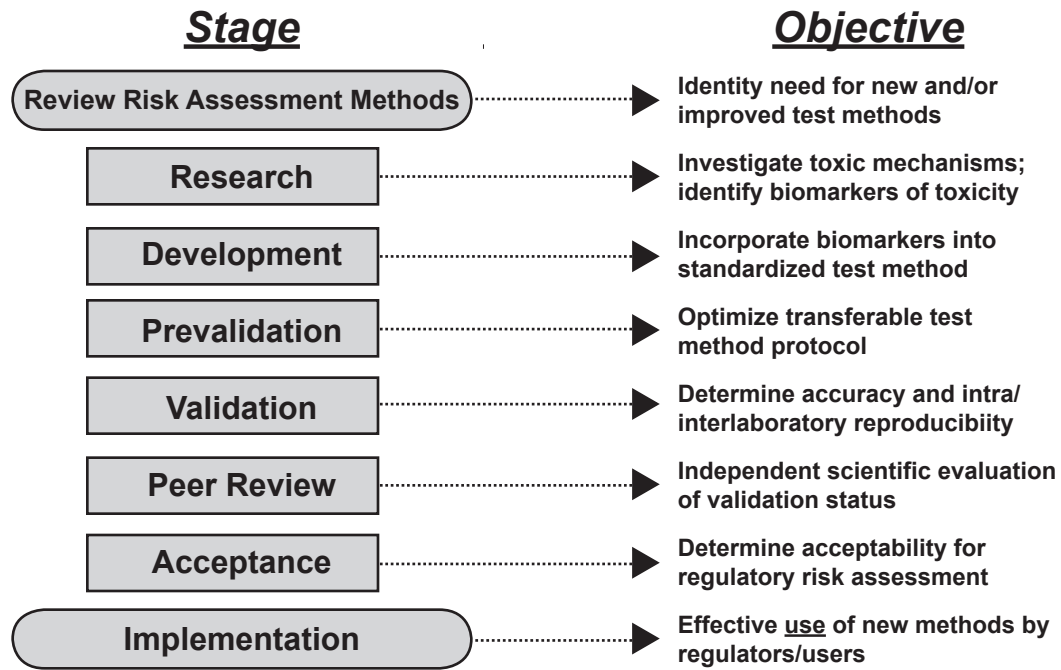 Stage Objective
Review Risk Assessment Methods
Identity need for new and/or
improved test methods
Research
Investigate toxic mechanisms;
identify biomarkers of toxicity
Development
Incorporate biomarkers into
standardized test method
Prevalidation
Optimize transferable test
method protocol
Validation
Determine accuracy and intra/
interlaboratory reproducibiity
Peer Review
Independent scientific evaluation
of validation status
Acceptance
Determine acceptability for
regulatory risk assessment
Implementation
Effective use of new methods by
regulators/users